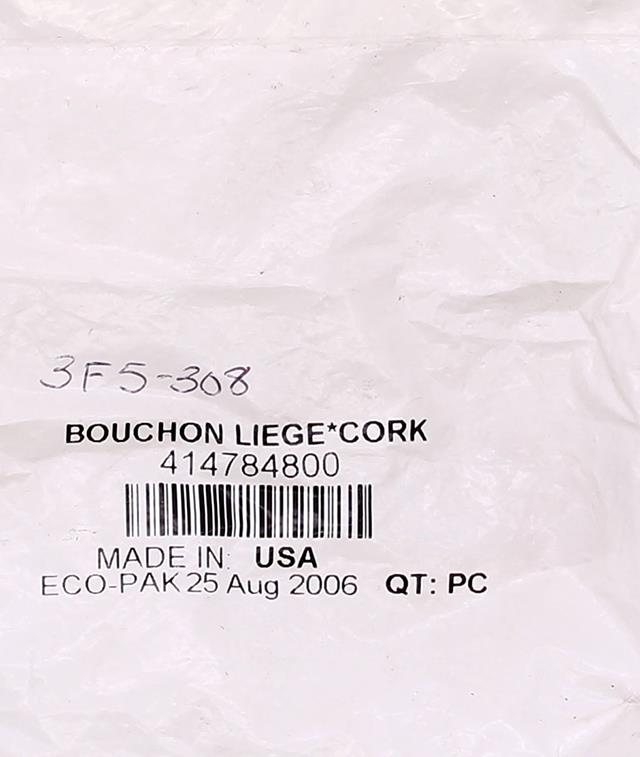 3F5-308
BOUCHON LIEGE*CORK
414784800
MADE IN: USA
ECO-PAK 25 Aug 2006 QT: PC